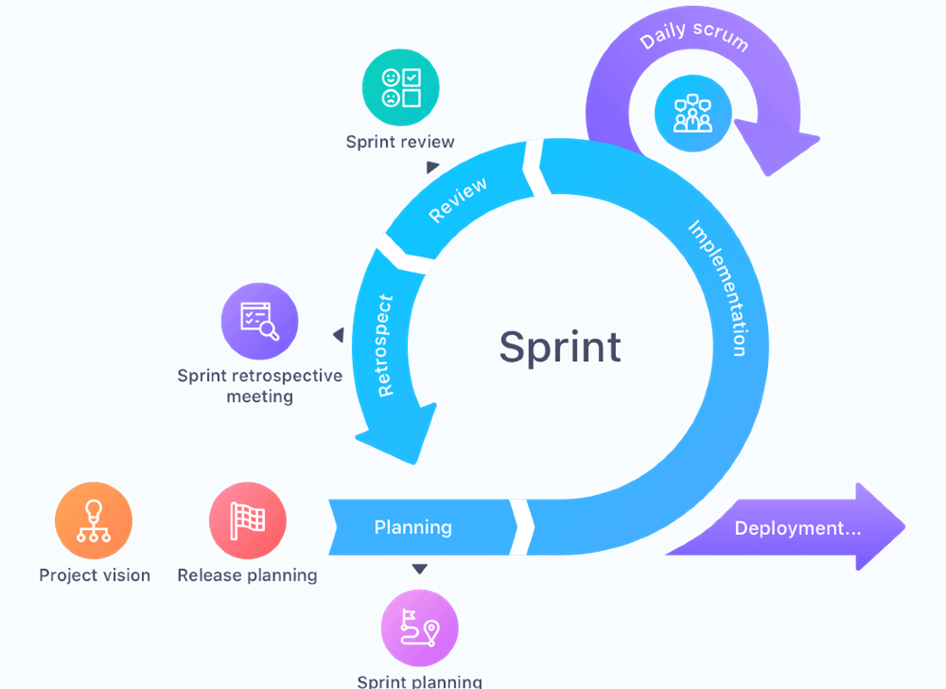 Daily scrum
Sprint review
Review
Implementation
Retrospect
Sprint
Sprint retrospective
meeting
Planning
Deployment...
Project vision
Release planning
Sprint planning